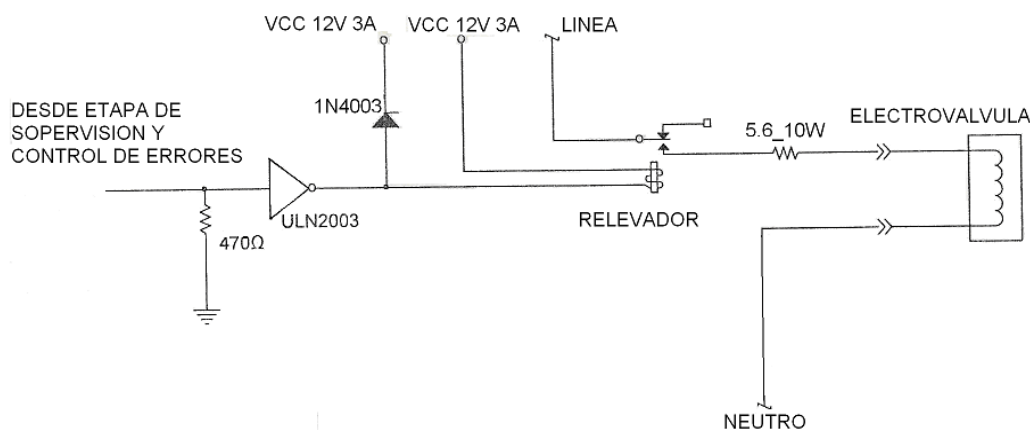 VCC 12V 3A
VCC 12V 3A
LINEA
1N4003
DESDE ETAPA DE
SOPERVISION Y
CONTROL DE ERRORES
5.6_10W
ELECTROVALVULA
ULN2003
RELEVADOR
470Ω
NEUTRO